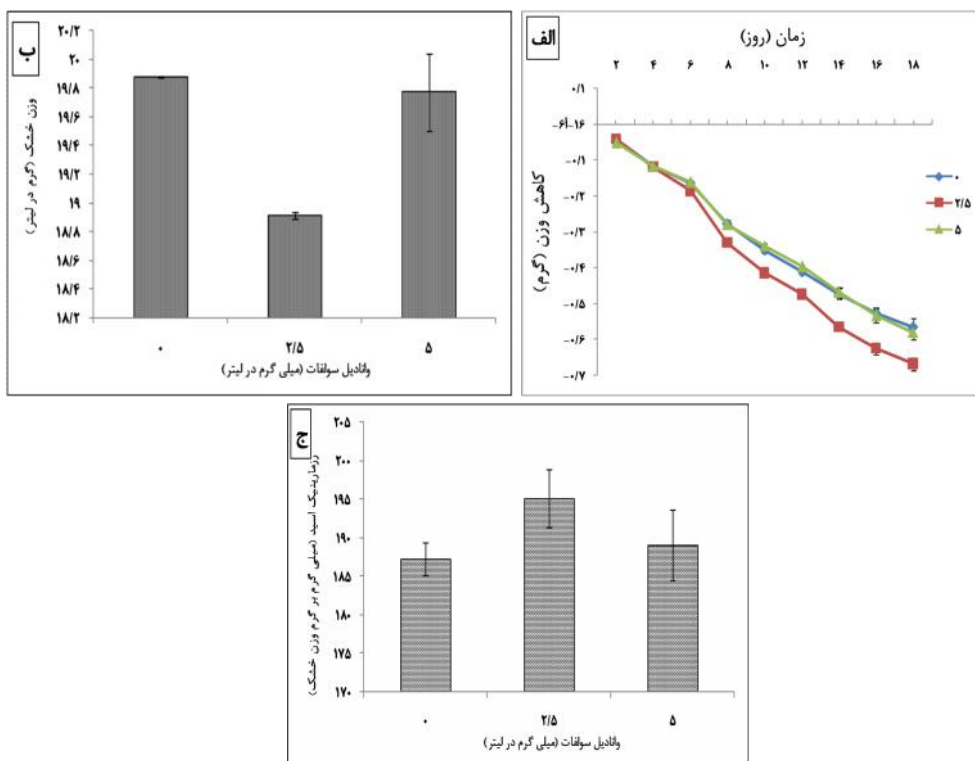 ب
۲۰/۲
۲۰
۱۹/۸
۱۹/۶
۱۹/۴
۱۹/۲
۱۹
۱۸/۸
۱۸/۶
۱۸/۴
۱۸/۲
وزن خشک (گرم در لیتر)
۰ ۲/۵ ۵
وانادیل سولفات (میلی گرم در لیتر)
الف
زمان (روز)
۲ ۴ ۶ ۸ ۱۰ ۱۲ ۱۴ ۱۶ ۱۸
۰/۱
−۰/۱
−۰/۲
−۰/۳
−۰/۴
−۰/۵
−۰/۶
−۰/۷
کاهش وزن (گرم)
۰
۲/۵
۵
ج
۲۰۵
۲۰۰
۱۹۵
۱۹۰
۱۸۵
۱۸۰
۱۷۵
۱۷۰
رزمارینیک اسید (میلی گرم بر گرم وزن خشک)
۰ ۲/۵ ۵
وانادیل سولفات (میلی گرم در لیتر)